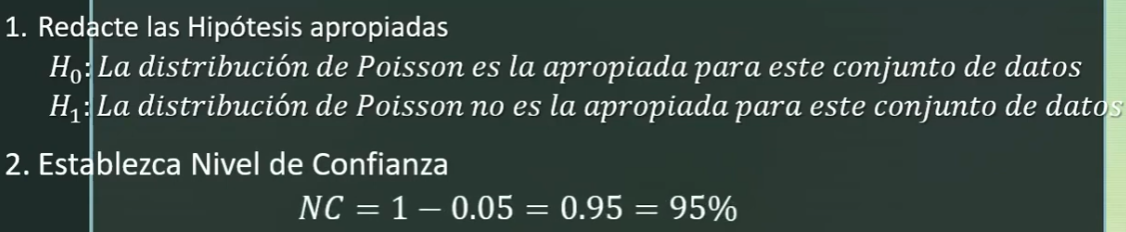 1. Redacte las Hipótesis apropiadas
H₀: La distribución de Poisson es la apropiada para este conjunto de datos
H₁: La distribución de Poisson no es la apropiada para este conjunto de datos
2. Establezca Nivel de Confianza
NC = 1 − 0.05 = 0.95 = 95%